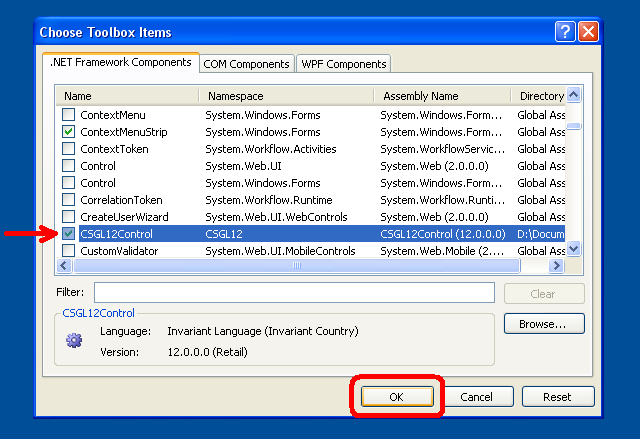 Choose Toolbox Items
.NET Framework Components COM Components WPF Components
Name Namespace Assembly Name Directory
ContextMenu System.Windows.Forms System.Windows.Form... Global Ass
ContextMenuStrip System.Windows.Forms System.Windows.Form... Global Ass
ContextToken System.Workflow.Activities System.WorkflowServic... Global Ass
Control System.Web.UI System.Web (2.0.0.0) Global Ass
Control System.Windows.Forms System.Windows.Form... Global Ass
CorrelationToken System.Workflow.Runtime System.Workflow.Runti... Global Ass
CreateUserWizard System.Web.UI.WebControls System.Web (2.0.0.0) Global Ass
CSGL12Control CSGL12 CSGL12Control (12.0.0.0) D:\Docum
CustomValidator System.Web.UI.MobileControls System.Web.Mobile (2.... Global Ass
Filter: Clear
CSGL12Control
Language: Invariant Language (Invariant Country)
Browse...
Version: 12.0.0.0 (Retail)
OK Cancel Reset